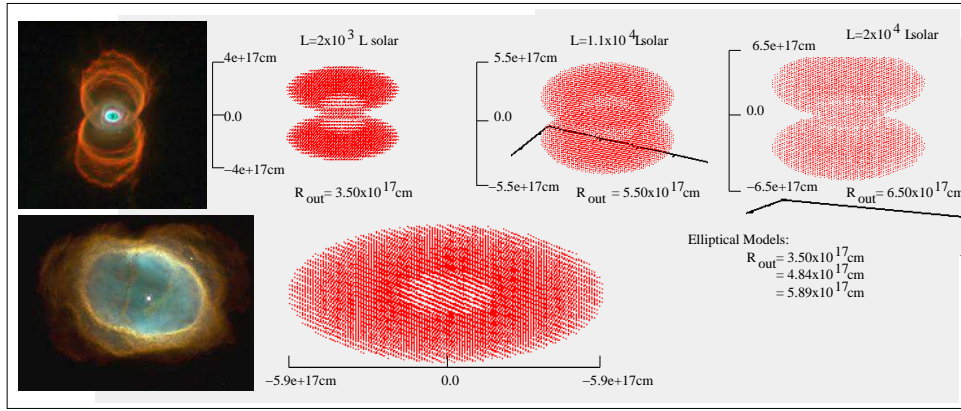 L=2x10 3 L solar
4e+17cm
0.0
−4e+17cm
R out = 3.50x10 17 cm
L=1.1x10 4 Lsolar
5.5e+17cm
0.0
−5.5e+17cm
R out = 5.50x10 17 cm
L=2x10 4 Lsolar
6.5e+17cm
0.0
−6.5e+17cm
R out = 6.50x10 17 cm
Elliptical Models:
R out = 3.50x10 17 cm
= 4.84x10 17 cm
= 5.89x10 17 cm
−5.9e+17cm
0.0
−5.9e+17cm